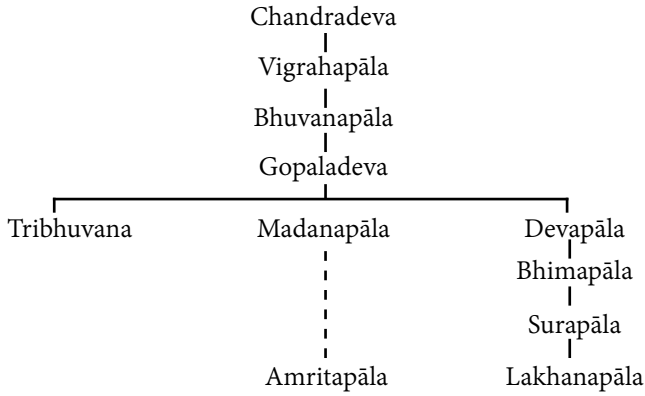 Chandradeva
Vigrahapāla
Bhuvanapāla
Gopaladeva
Tribhuvana Madanapāla Devapāla
Bhimapāla
Surapāla
Amritapāla Lakhanapāla